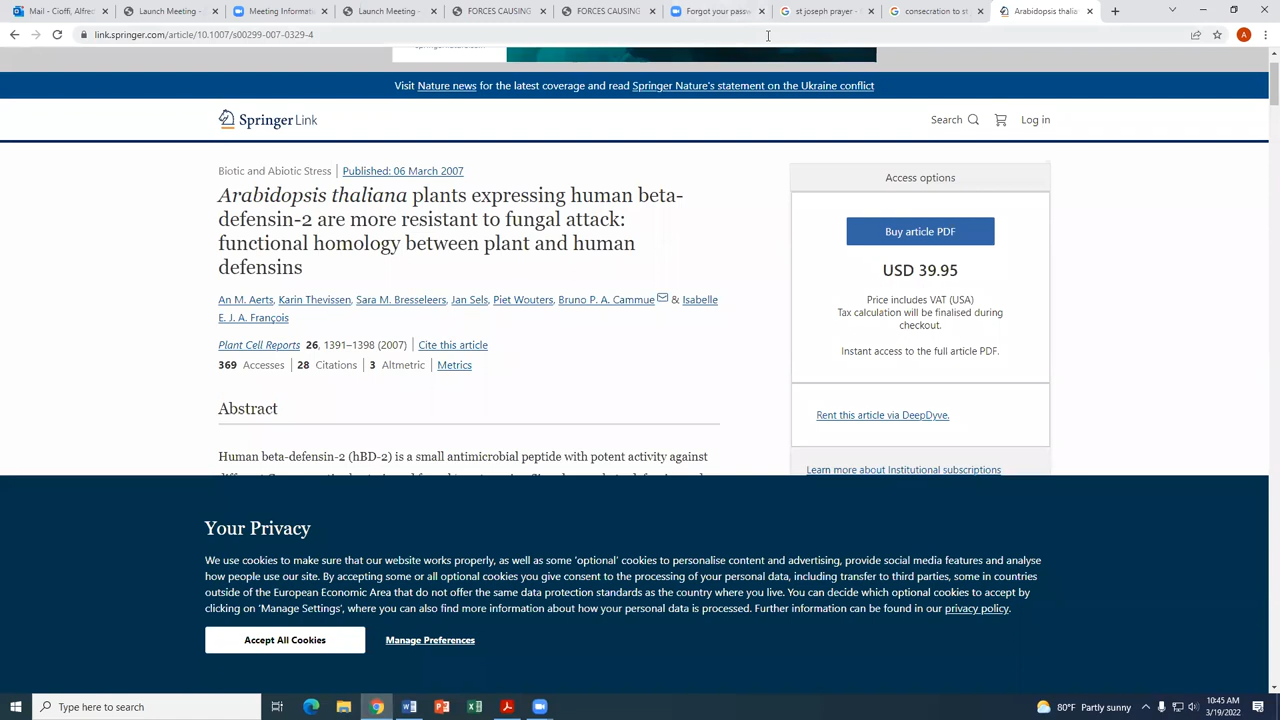 Mail - Cioffi, Alfred
Launch Meeting -
Meeting Informati
Launch Meeting -
FORCES CAUSING
FORCES CAUSING
Forgot your passw
st joseph prayer -
consecration to st
Arabidopsis thalia
link.springer.com/article/10.1007/s00299-007-0329-4
A
Visit Nature news for the latest coverage and read Springer Nature's statement on the Ukraine conflict
Springer Link
Search
Log in
Biotic and Abiotic Stress | Published: 06 March 2007
Arabidopsis thaliana plants expressing human beta-
defensin-2 are more resistant to fungal attack:
functional homology between plant and human
defensins
An M. Aerts, Karin Thevissen, Sara M. Bresseleers, Jan Sels, Piet Wouters, Bruno P. A. Cammue & Isabelle
E. J. A. François
Plant Cell Reports 26, 1391–1398 (2007) | Cite this article
369 Accesses | 28 Citations | 3 Altmetric | Metrics
Abstract
Human beta-defensin-2 (hBD-2) is a small antimicrobial peptide with potent activity against
Access options
Buy article PDF
USD 39.95
Price includes VAT (USA)
Tax calculation will be finalised during
checkout.
Instant access to the full article PDF.
Rent this article via DeepDyve.
Learn more about Institutional subscriptions
Your Privacy
We use cookies to make sure that our website works properly, as well as some 'optional' cookies to personalise content and advertising, provide social media features and analyse
how people use our site. By accepting some or all optional cookies you give consent to the processing of your personal data, including transfer to third parties, some in countries
outside of the European Economic Area that do not offer the same data protection standards as the country where you live. You can decide which optional cookies to accept by
clicking on 'Manage Settings', where you can also find more information about how your personal data is processed. Further information can be found in our privacy policy.
Accept All Cookies
Manage Preferences
Type here to search
80°F Partly sunny
10:45 AM
3/19/2022